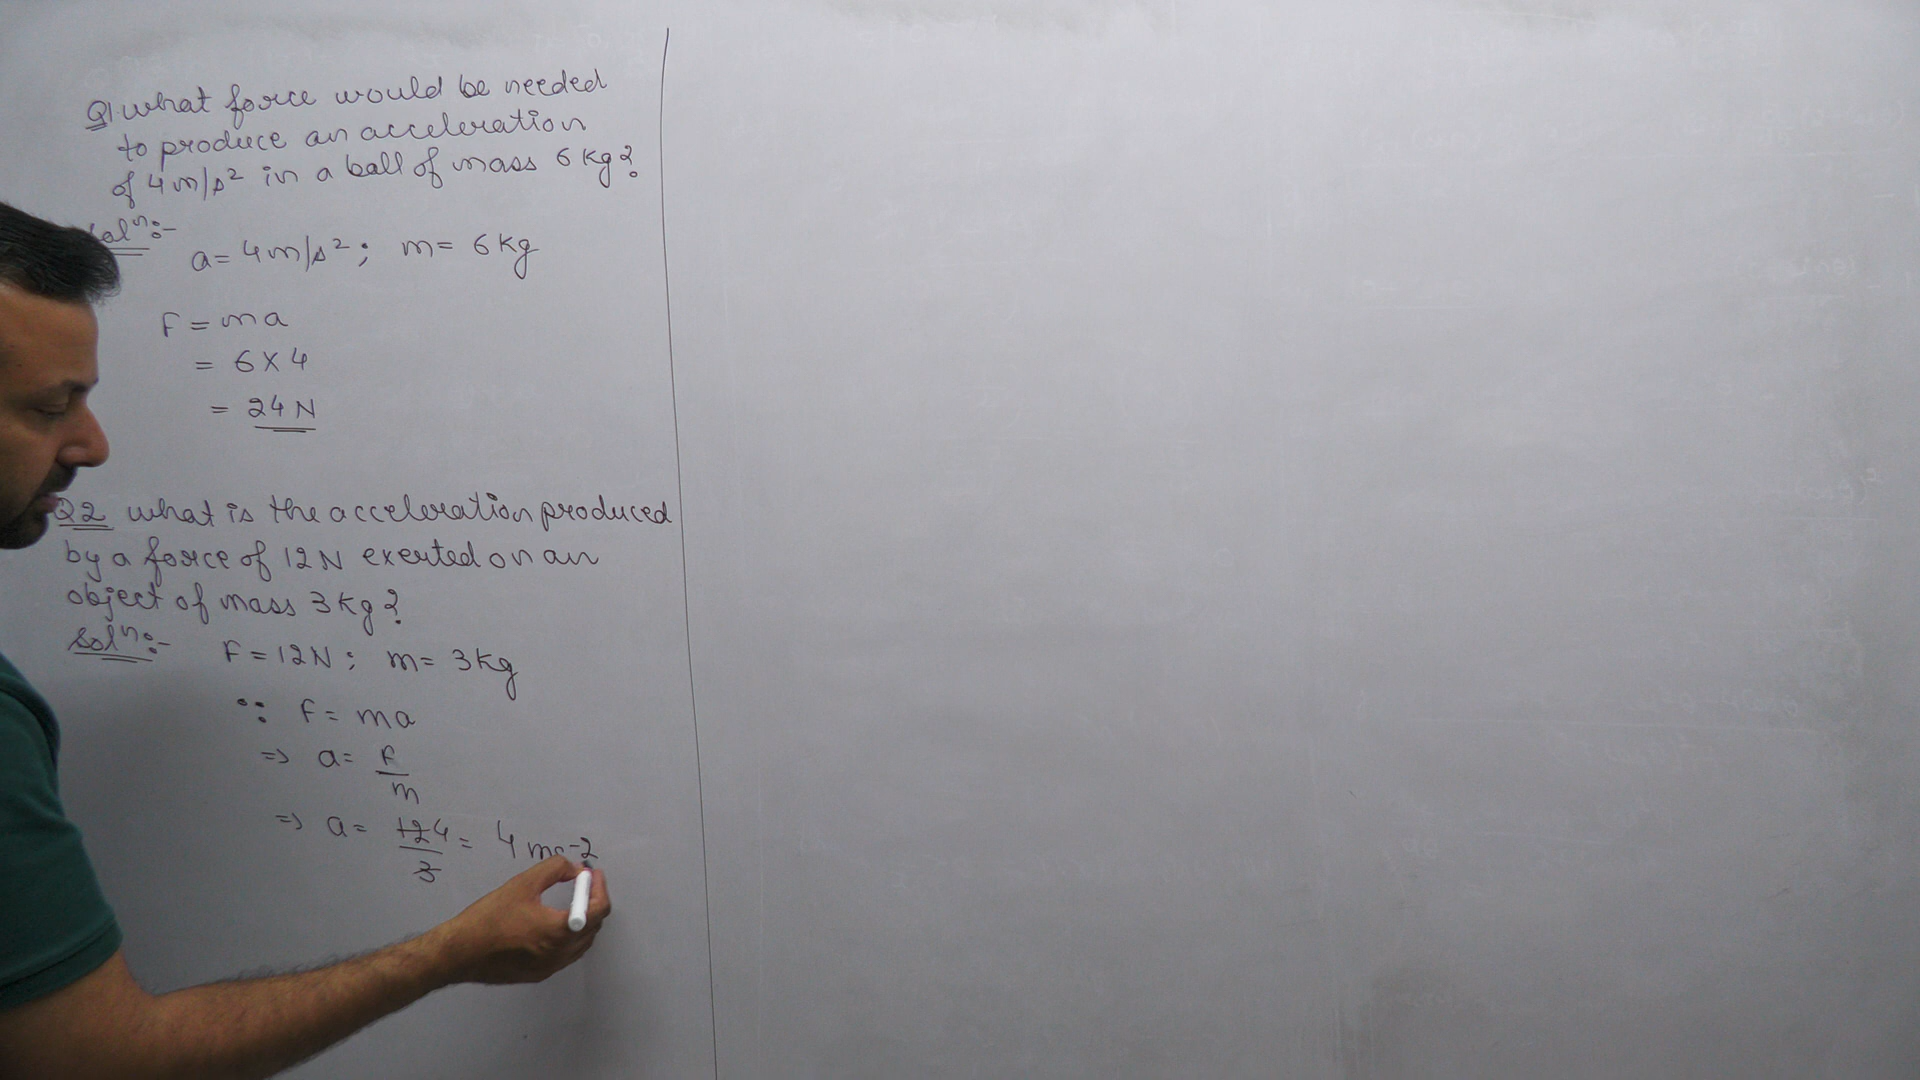 Q1. what force would be needed
to produce an acceleration
of 4 m/s² in a ball of mass 6 kg?
Solⁿ:-
a = 4 m/s² ; m = 6 kg
F = ma
= 6 × 4
= 24 N
Q2 what is the acceleration produced
by a force of 12 N exerted on an
object of mass 3 kg?
Solⁿ:-
F = 12 N ; m = 3 kg
∵ F = ma
⇒ a = F/m
⇒ a = 12 4/3 = 4 ms⁻²